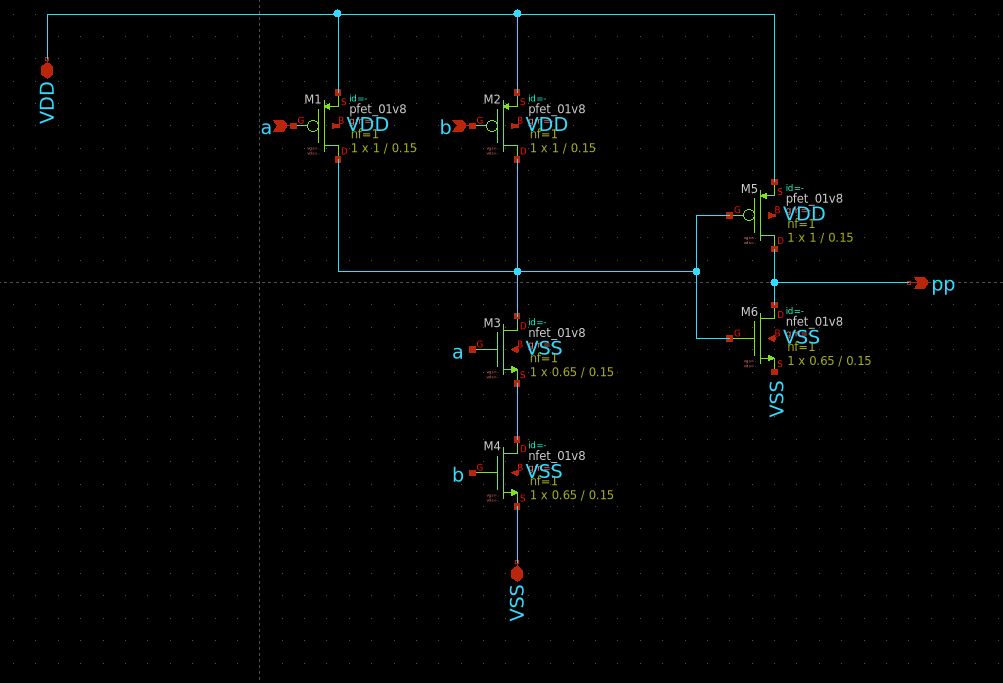 VDD
a
M1
G
S
B
D
id=-
pfet_01v8
VDD
nf=1
1 x 1 / 0.15
b
M2
G
S
B
D
id=-
pfet_01v8
VDD
nf=1
1 x 1 / 0.15
M5
G
S
B
D
id=-
pfet_01v8
VDD
nf=1
1 x 1 / 0.15
pp
a
M3
G
D
B
S
id=-
nfet_01v8
VSS
nf=1
1 x 0.65 / 0.15
M6
G
D
B
S
id=-
nfet_01v8
VSS
nf=1
1 x 0.65 / 0.15
VSS
b
M4
G
D
B
S
id=-
nfet_01v8
VSS
nf=1
1 x 0.65 / 0.15
VSS